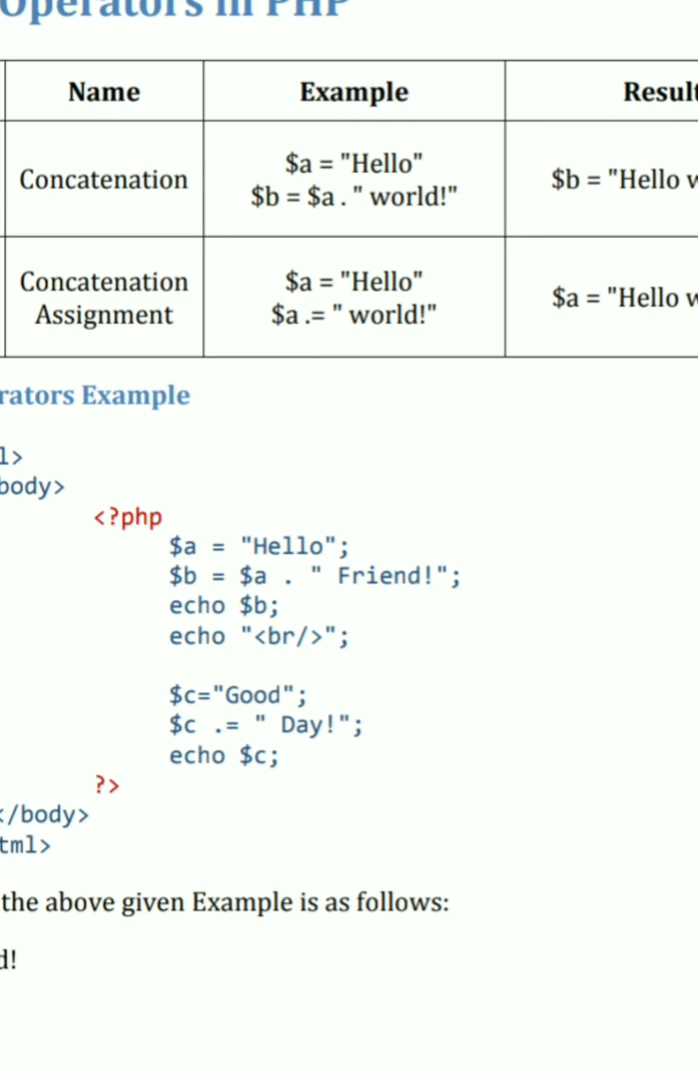 Operators in PHP
Name Example Result
Concatenation $a = "Hello" $b = "Hello w
$b = $a . " world!"
Concatenation Assignment $a = "Hello" $a = "Hello w
$a .= " world!"
rators Example
l>
body>
<?php
$a = "Hello";
$b = $a . " Friend!";
echo $b;
echo "<br/>";
$c="Good";
$c .= " Day!";
echo $c;
?>
</body>
tml>
the above given Example is as follows:
d!